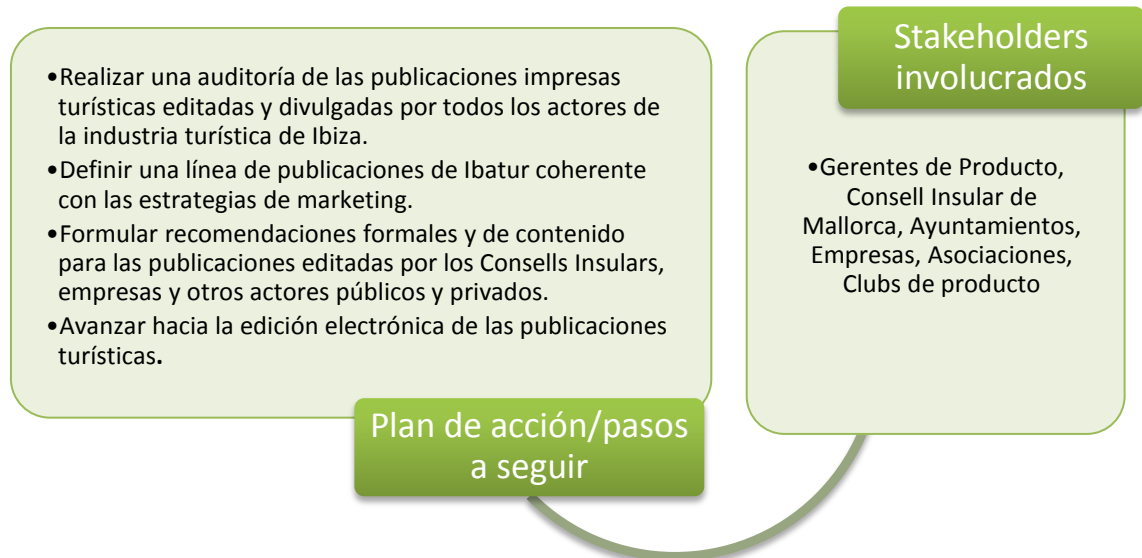 •Realizar una auditoría de las publicaciones impresas
turísticas editadas y divulgadas por todos los actores de
la industria turística de Ibiza.
•Definir una línea de publicaciones de Ibatur coherente
con las estrategias de marketing.
•Formular recomendaciones formales y de contenido
para las publicaciones editadas por los Consells Insulars,
empresas y otros actores públicos y privados.
•Avanzar hacia la edición electrónica de las publicaciones
turísticas.
Plan de acción/pasos
a seguir
Stakeholders
involucrados
•Gerentes de Producto,
Consell Insular de
Mallorca, Ayuntamientos,
Empresas, Asociaciones,
Clubs de producto